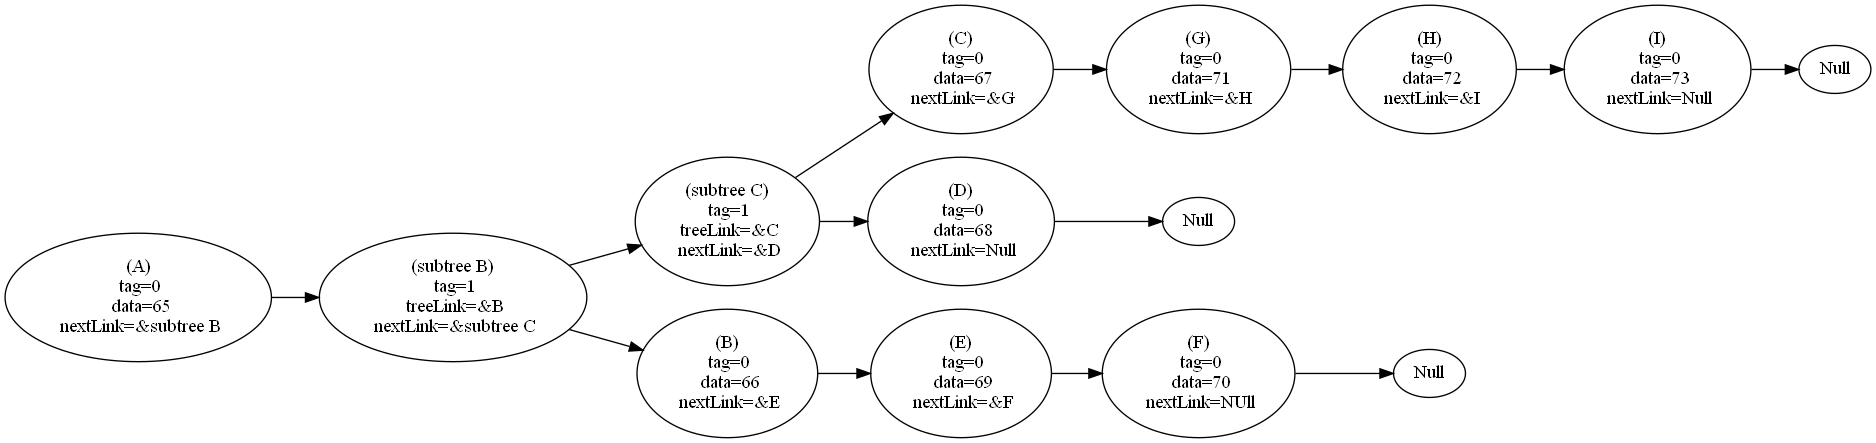 (C)
tag=0
data=67
nextLink=&G
(G)
tag=0
data=71
nextLink=&H
(H)
tag=0
data=72
nextLink=&I
(I)
tag=0
data=73
nextLink=Null
Null
(subtree C)
tag=1
treeLink=&C
nextLink=&D
(D)
tag=0
data=68
nextLink=Null
Null
(A)
tag=0
data=65
nextLink=&subtree B
(subtree B)
tag=1
treeLink=&B
nextLink=&subtree C
(B)
tag=0
data=66
nextLink=&E
(E)
tag=0
data=69
nextLink=&F
(F)
tag=0
data=70
nextLink=NUll
Null